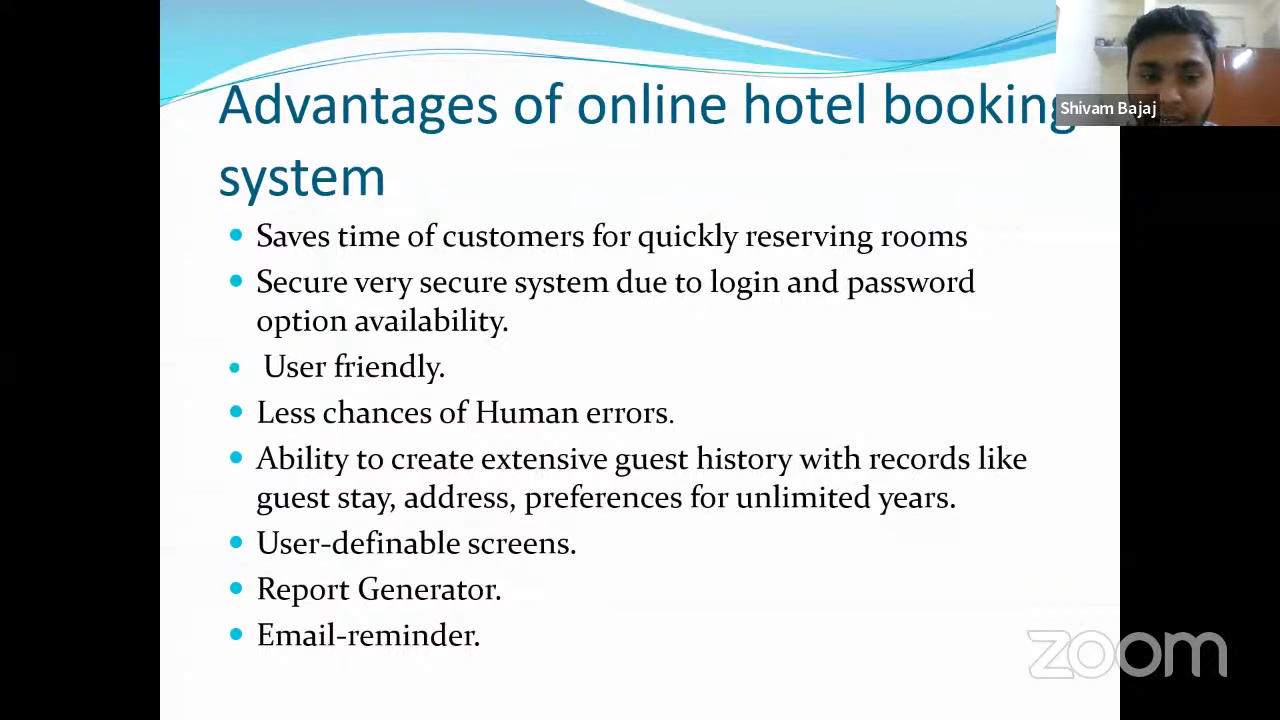 Advantages of online hotel booking
system
Shivam Bajaj
• Saves time of customers for quickly reserving rooms
• Secure very secure system due to login and password
option availability.
• User friendly.
• Less chances of Human errors.
• Ability to create extensive guest history with records like
guest stay, address, preferences for unlimited years.
• User-definable screens.
• Report Generator.
• Email-reminder.
zoom